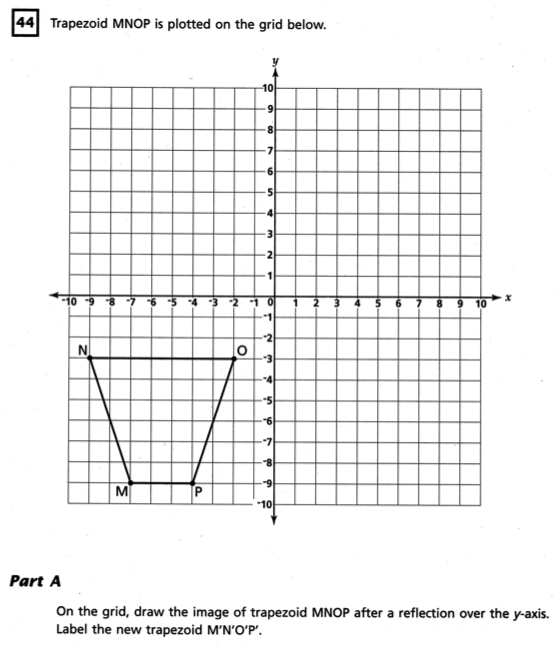 44 Trapezoid MNOP is plotted on the grid below.
y
10
9
8
7
6
5
4
3
2
1
-10 -9 -8 -7 -6 -5 -4 -3 -2 -1 0 1 2 3 4 5 6 7 8 9 10 x
-1
-2
N O
-3
-4
-5
-6
-7
-8
-9
M P
-10
Part A
On the grid, draw the image of trapezoid MNOP after a reflection over the y-axis.
Label the new trapezoid M'N'O'P'.